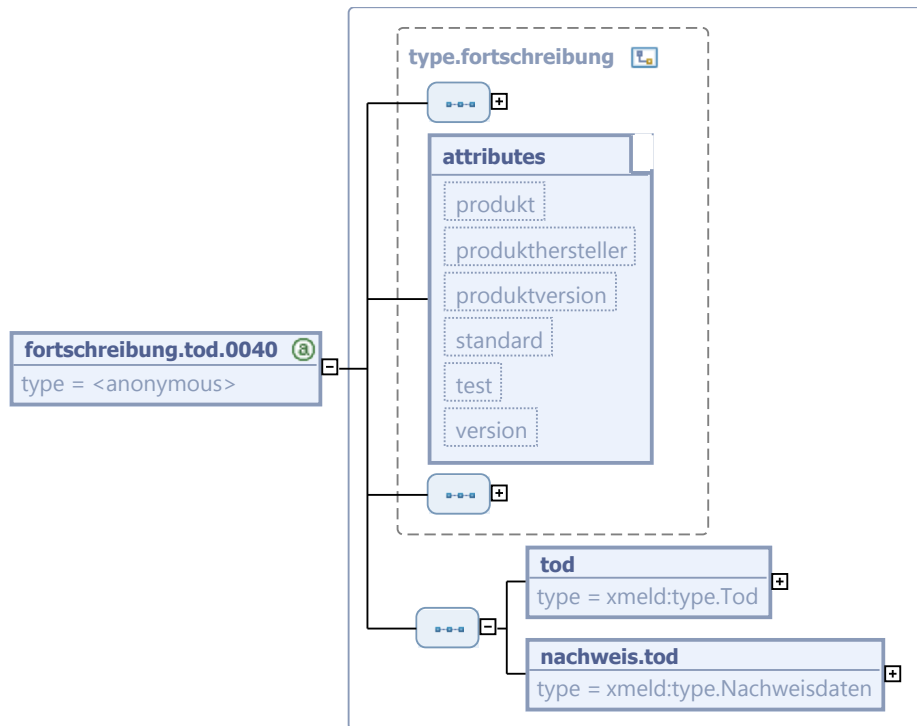 type.fortschreibung
attributes
produkt
produkthersteller
produktversion
standard
test
version
fortschreibung.tod.0040
type = <anonymous>
tod
type = xmeld:type.Tod
nachweis.tod
type = xmeld:type.Nachweisdaten